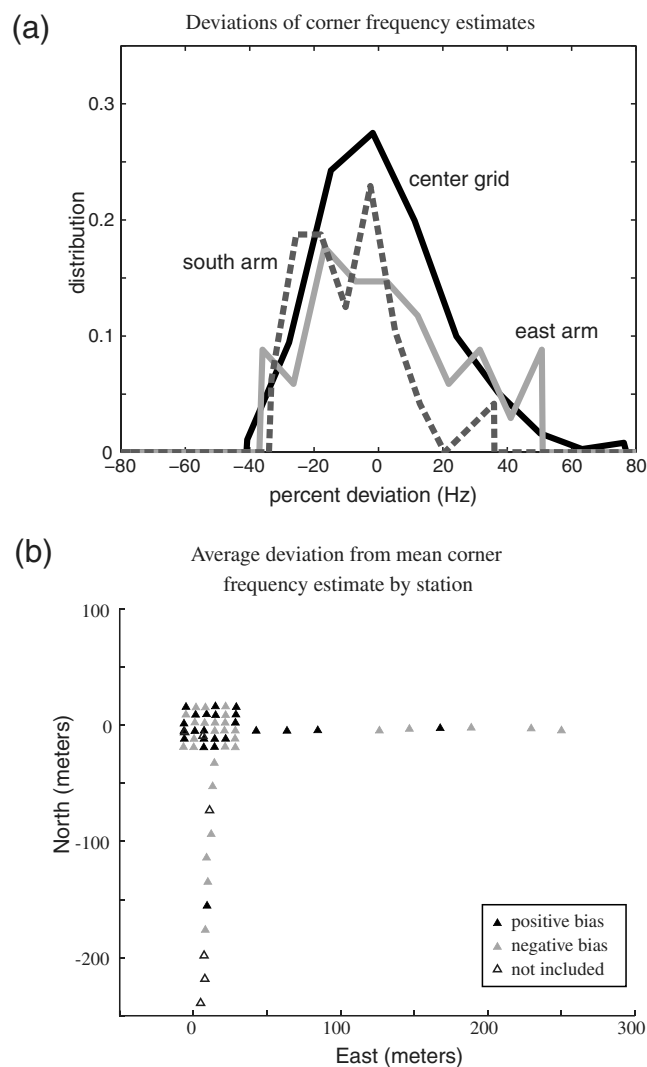 (a)
Deviations of corner frequency estimates
0.3
0.2
0.1
0
distribution
center grid
south arm
east arm
−80 −60 −40 −20 0 20 40 60 80
percent deviation (Hz)
(b)
Average deviation from mean corner
frequency estimate by station
100
0
-100
-200
North (meters)
positive bias
negative bias
not included
0 100 200 300
East (meters)